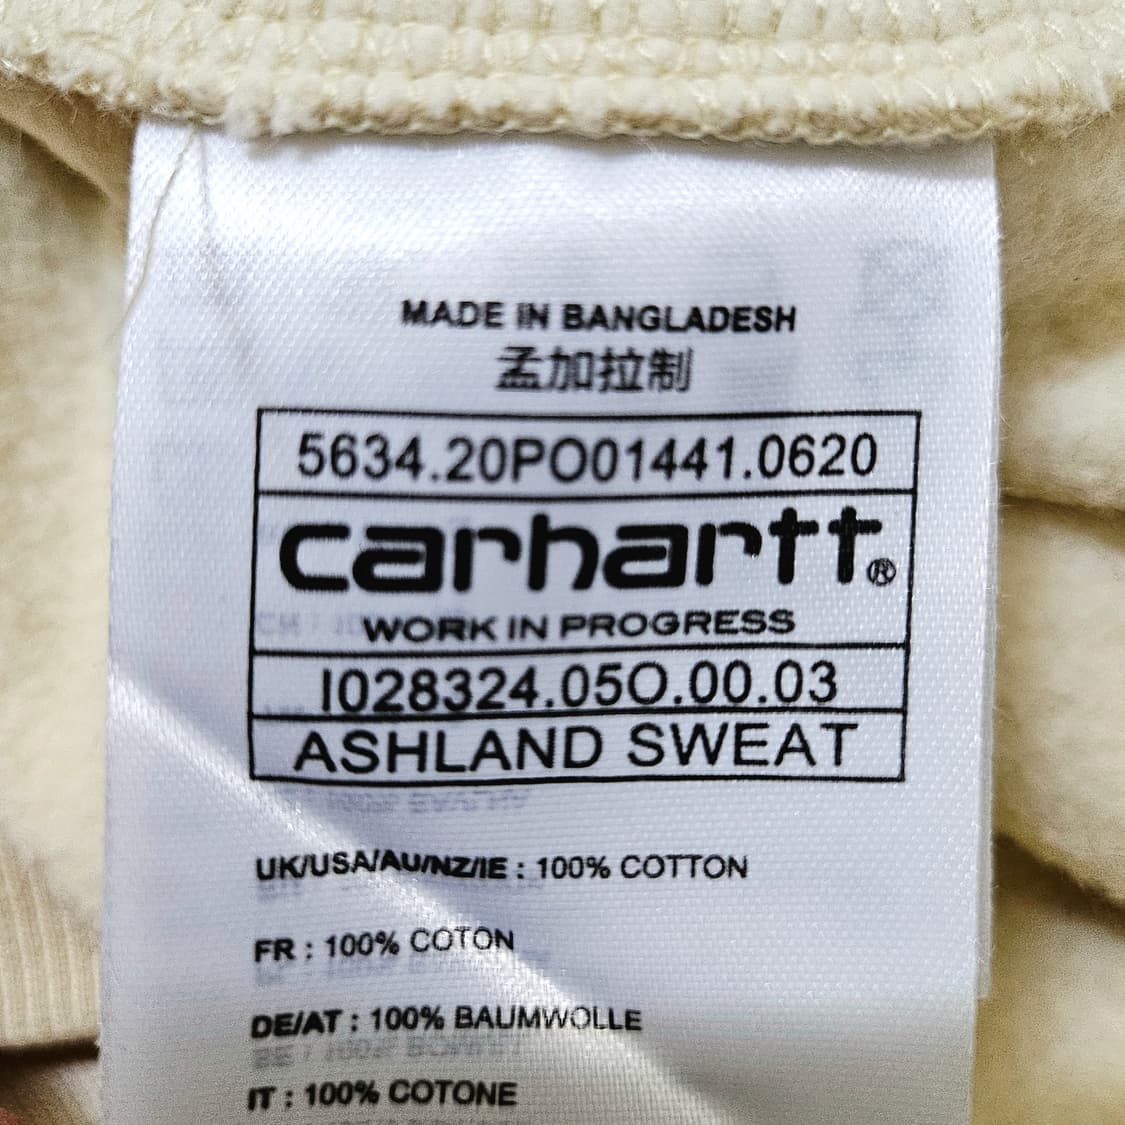 MADE IN BANGLADESH
孟加拉制
5634.20PO01441.0620
carhartt®
WORK IN PROGRESS
I028324.05O.00.03
ASHLAND SWEAT
UK/USA/AU/NZ/IE : 100% COTTON
FR : 100% COTON
DE/AT : 100% BAUMWOLLE
IT : 100% COTONE